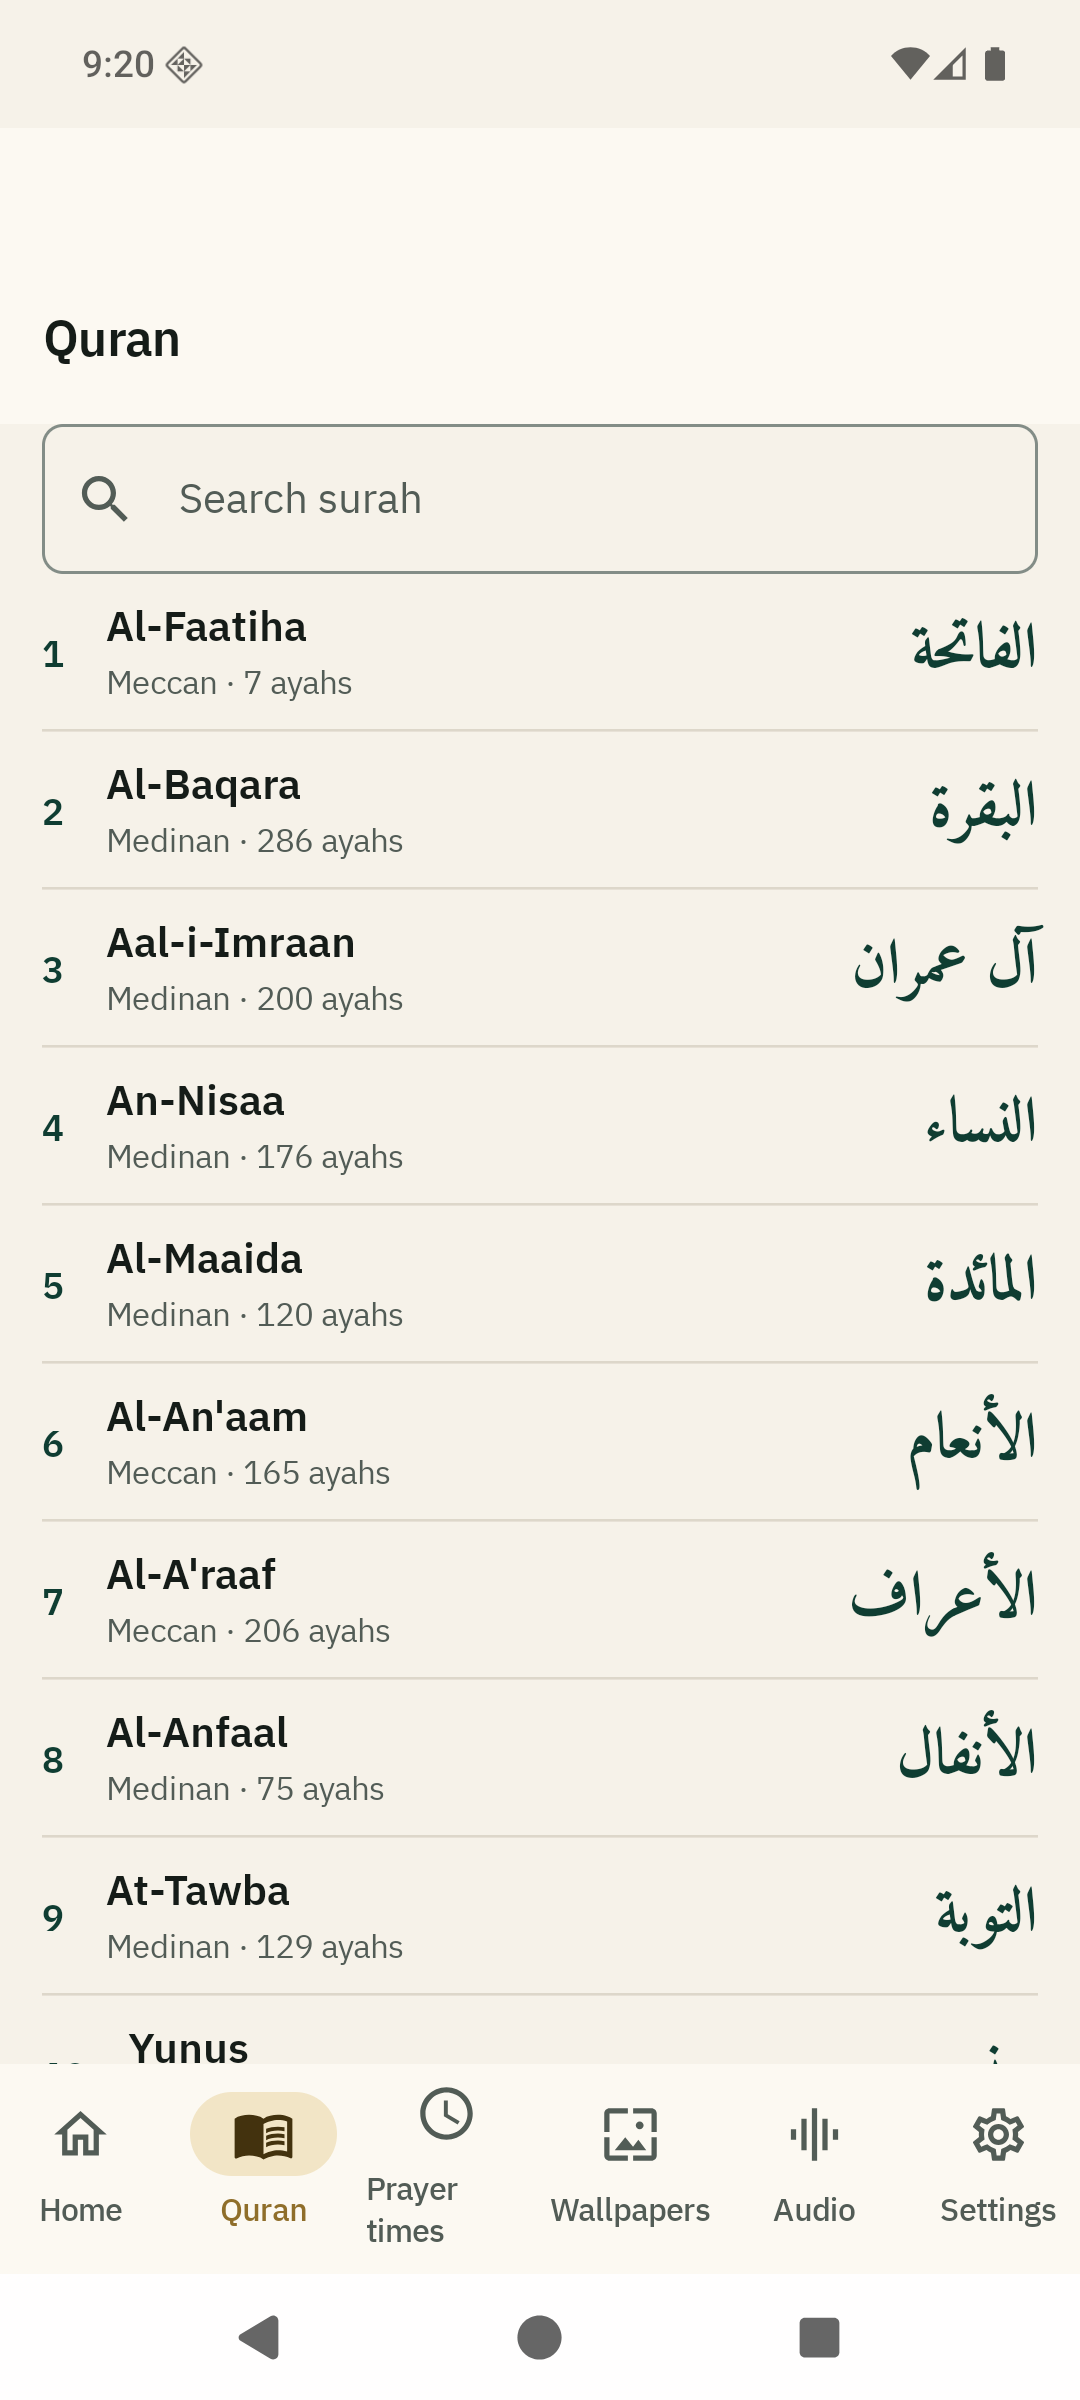 9:20
Quran
Search surah
1
Al-Faatiha
الفاتحة
Meccan · 7 ayahs
2
Al-Baqara
البقرة
Medinan · 286 ayahs
3
Aal-i-Imraan
آل عمران
Medinan · 200 ayahs
4
An-Nisaa
النساء
Medinan · 176 ayahs
5
Al-Maaida
المائدة
Medinan · 120 ayahs
6
Al-An'aam
الأنعام
Meccan · 165 ayahs
7
Al-A'raaf
الأعراف
Meccan · 206 ayahs
8
Al-Anfaal
الأنفال
Medinan · 75 ayahs
9
At-Tawba
التوبة
Medinan · 129 ayahs
Yunus
Home
Quran
Prayer
times
Wallpapers
Audio
Settings